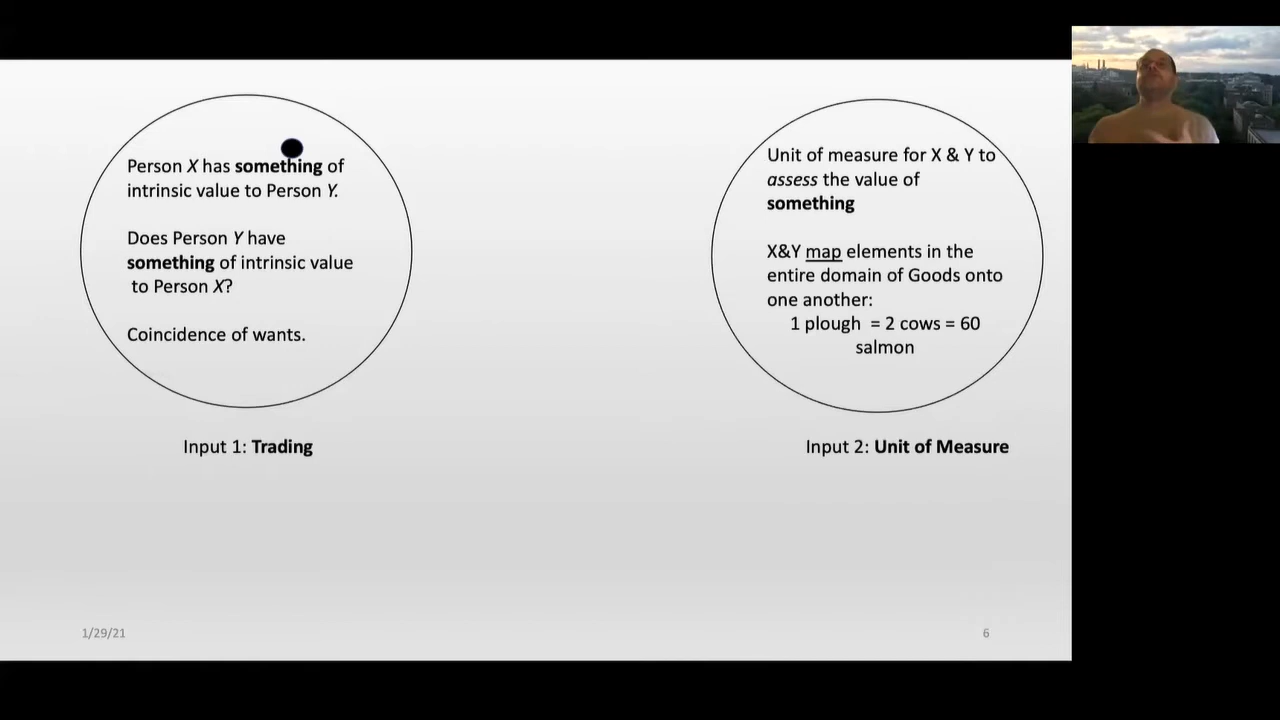 Person X has something of
intrinsic value to Person Y.
Does Person Y have
something of intrinsic value
to Person X?
Coincidence of wants.
Input 1: Trading
Unit of measure for X & Y to
assess the value of
something
X&Y map elements in the
entire domain of Goods onto
one another:
1 plough = 2 cows = 60
salmon
Input 2: Unit of Measure
1/29/21
6